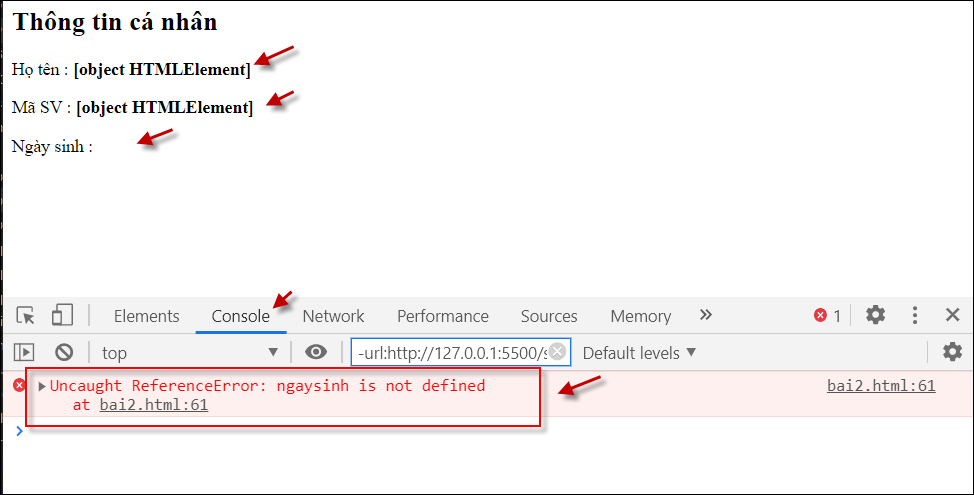 Thông tin cá nhân
Họ tên : [object HTMLElement]
Mã SV : [object HTMLElement]
Ngày sinh :
Elements Console Network Performance Sources Memory » 1
top -url:http://127.0.0.1:5500/s Default levels
Uncaught ReferenceError: ngaysinh is not defined bai2.html:61
at bai2.html:61